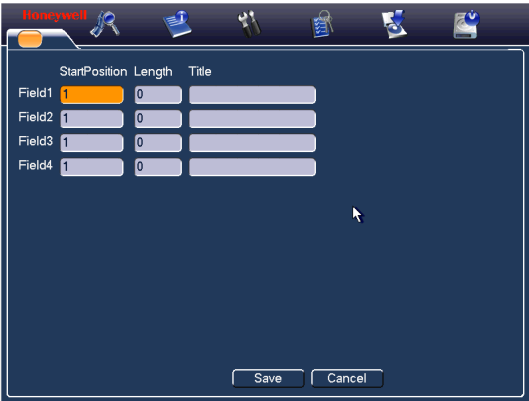 Honeywell
StartPosition Length Title
Field1 1 0
Field2 1 0
Field3 1 0
Field4 1 0
Save Cancel